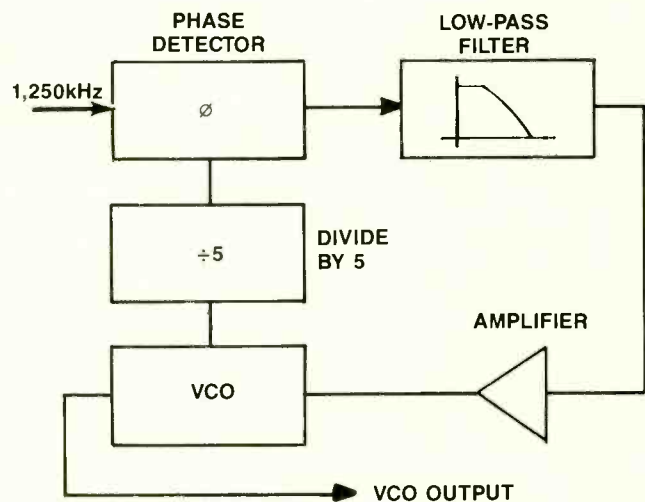 PHASE
DETECTOR
LOW-PASS
FILTER
1,250kHz
Ø
÷5
DIVIDE
BY 5
AMPLIFIER
VCO
VCO OUTPUT